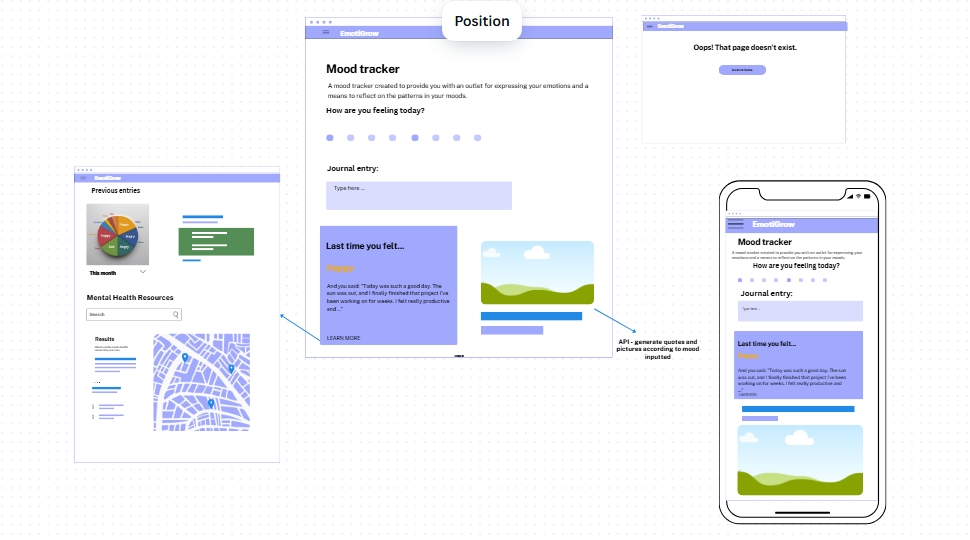 Position
EmotiGrow
Mood tracker
A mood tracker created to provide you with an outlet for expressing your emotions and a
means to reflect on the patterns in your moods.
How are you feeling today?
Journal entry:
Type here ...
Last time you felt...
And you said: "Today was such a good day. The
sun was out, and I finally finished that project I've
been working on for weeks. I felt really productive
and..."
LEARN MORE
API - generate quotes and
pictures according to mood
inputted
EmotiGrow
Oops! That page doesn't exist.
EmotiGrow
Previous entries
This month
Mental Health Resources
Search
Results
EmotiGrow
Mood tracker
A mood tracker created to provide you with an outlet for expressing your
emotions and a means to reflect on the patterns in your moods.
How are you feeling today?
Journal entry:
Type here...
Last time you felt...
And you said: "Today was such a good day. The
sun was out, and I finally finished that project I've been
working on for weeks. I felt really productive and
..."
LEARN MORE